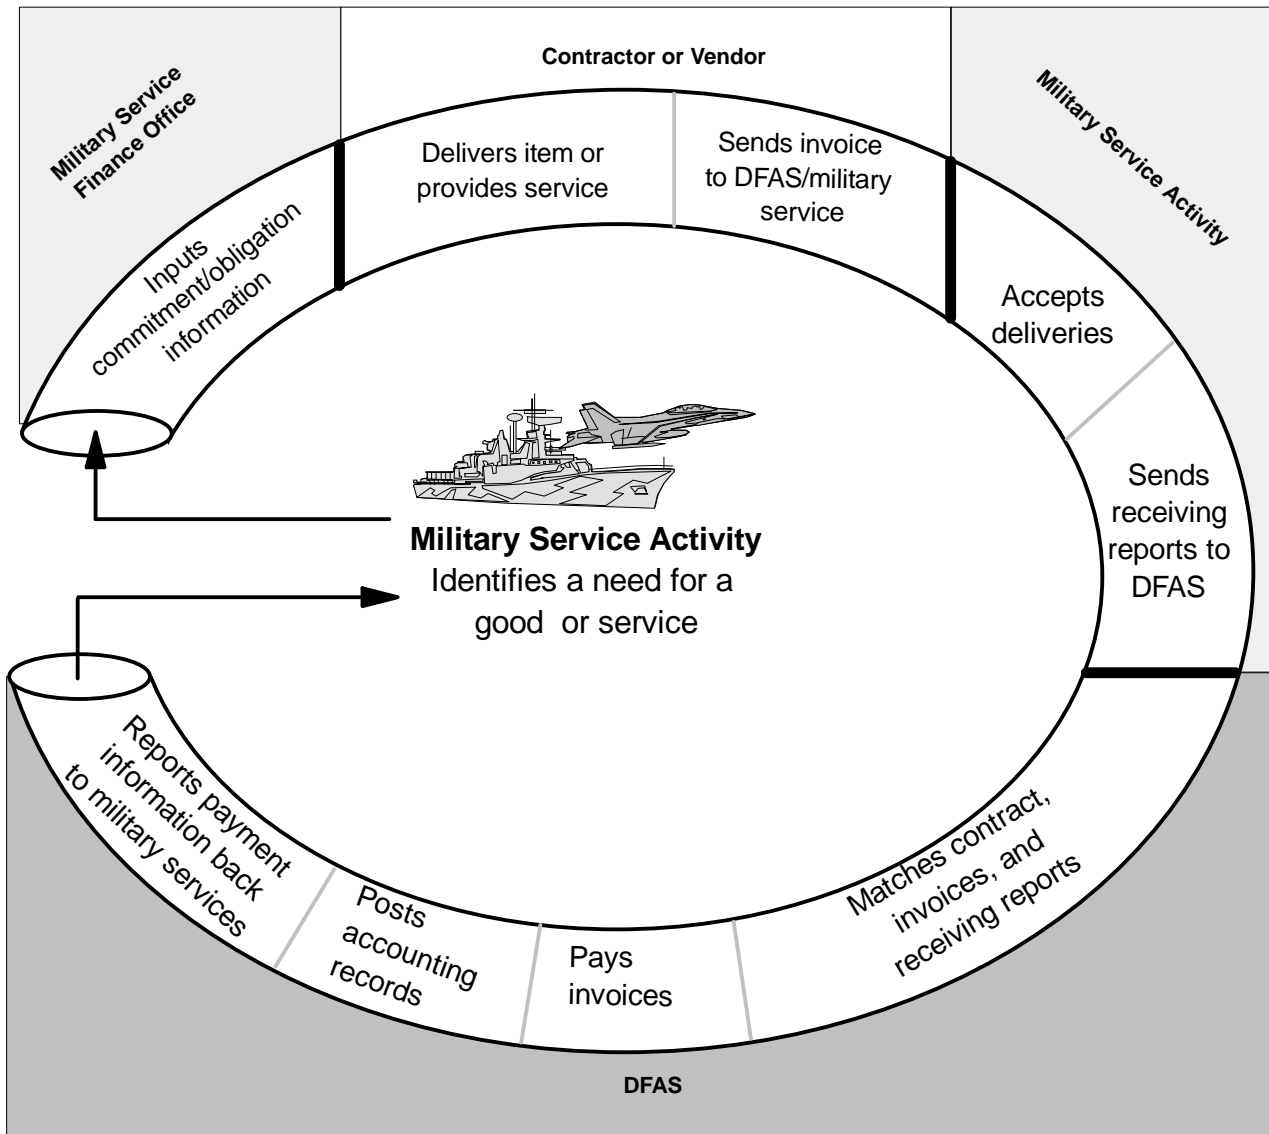 Military Service
Finance Office
Contractor or Vendor
Military Service Activity
Inputs
commitment/obligation
information
Delivers item or
provides service
Sends invoice
to DFAS/military
service
Accepts
deliveries
Sends
receiving
reports to
DFAS
Military Service Activity
Identifies a need for a
good or service
Matches contract,
invoices, and
receiving reports
Pays
invoices
Posts
accounting
records
Reports payment
information back
to military services
DFAS